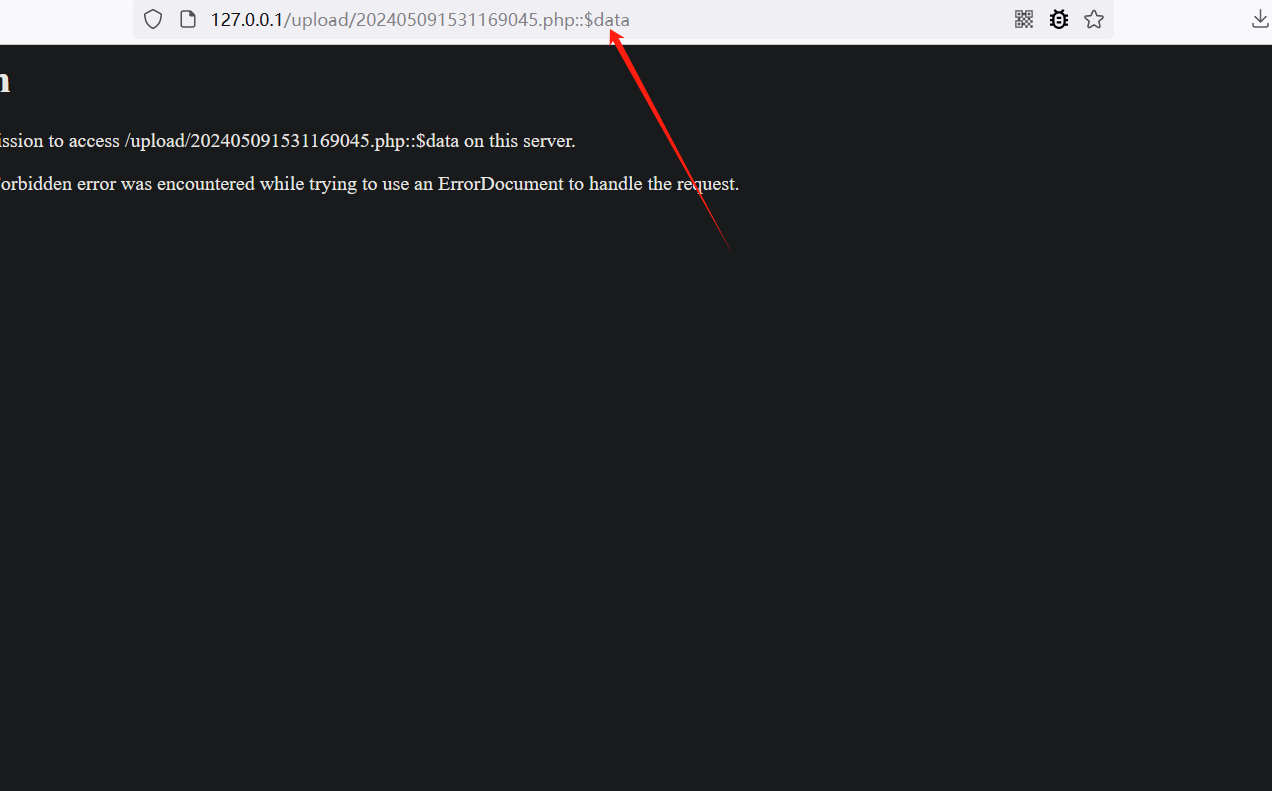 127.0.0.1/upload/202405091531169045.php::$data
n
ission to access /upload/202405091531169045.php::$data on this server.
orbidden error was encountered while trying to use an ErrorDocument to handle the request.